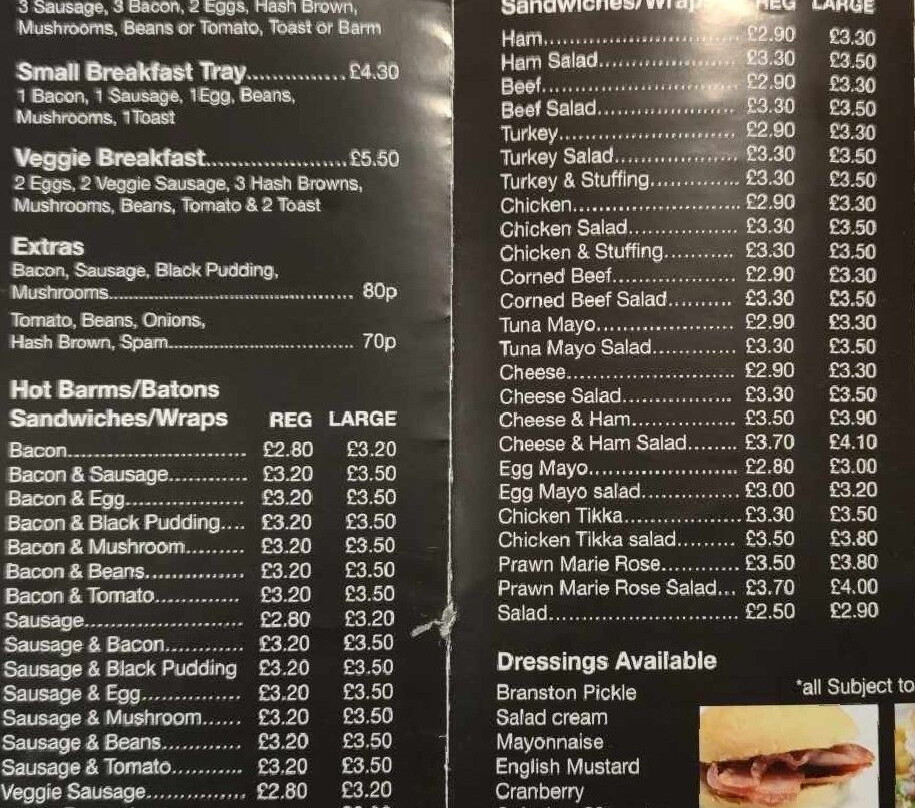 3 Sausage, 3 Bacon, 2 Eggs, Hash Brown,
Mushrooms, Beans or Tomato, Toast or Barm
Small Breakfast Tray............... £4.30
1 Bacon, 1 Sausage, 1Egg, Beans,
Mushrooms, 1Toast
Veggie Breakfast..................... £5.50
2 Eggs, 2 Veggie Sausage, 3 Hash Browns,
Mushrooms, Beans, Tomato & 2 Toast
Extras
Bacon, Sausage, Black Pudding,
Mushrooms.......................................... 80p
Tomato, Beans, Onions,
Hash Brown, Spam............................... 70p
Hot Barms/Batons
Sandwiches/Wraps REG LARGE
Bacon............................. £2.80 £3.20
Bacon & Sausage............. £3.20 £3.50
Bacon & Egg................... £3.20 £3.50
Bacon & Black Pudding.... £3.20 £3.50
Bacon & Mushroom......... £3.20 £3.50
Bacon & Beans................ £3.20 £3.50
Bacon & Tomato.............. £3.20 £3.50
Sausage.......................... £2.80 £3.20
Sausage & Bacon............. £3.20 £3.50
Sausage & Black Pudding £3.20 £3.50
Sausage & Egg................ £3.20 £3.50
Sausage & Mushroom...... £3.20 £3.50
Sausage & Beans............. £3.20 £3.50
Sausage & Tomato........... £3.20 £3.50
Veggie Sausage................ £2.80 £3.20
Sandwiches/Wraps REG LARGE
Ham................................ £2.90 £3.30
Ham Salad....................... £3.30 £3.50
Beef................................ £2.90 £3.30
Beef Salad....................... £3.30 £3.50
Turkey............................. £2.90 £3.30
Turkey Salad.................... £3.30 £3.50
Turkey & Stuffing.............. £3.30 £3.50
Chicken........................... £2.90 £3.30
Chicken Salad.................. £3.30 £3.50
Chicken & Stuffing............ £3.30 £3.50
Corned Beef..................... £2.90 £3.30
Corned Beef Salad............ £3.30 £3.50
Tuna Mayo....................... £2.90 £3.30
Tuna Mayo Salad.............. £3.30 £3.50
Cheese............................ £2.90 £3.30
Cheese Salad................... £3.30 £3.50
Cheese & Ham................. £3.50 £3.90
Cheese & Ham Salad....... £3.70 £4.10
Egg Mayo........................ £2.80 £3.00
Egg Mayo salad................ £3.00 £3.20
Chicken Tikka................... £3.30 £3.50
Chicken Tikka salad.......... £3.50 £3.80
Prawn Marie Rose............ £3.50 £3.80
Prawn Marie Rose Salad... £3.70 £4.00
Salad............................... £2.50 £2.90
Dressings Available
Branston Pickle
*all Subject to
Salad cream
Mayonnaise
English Mustard
Cranberry